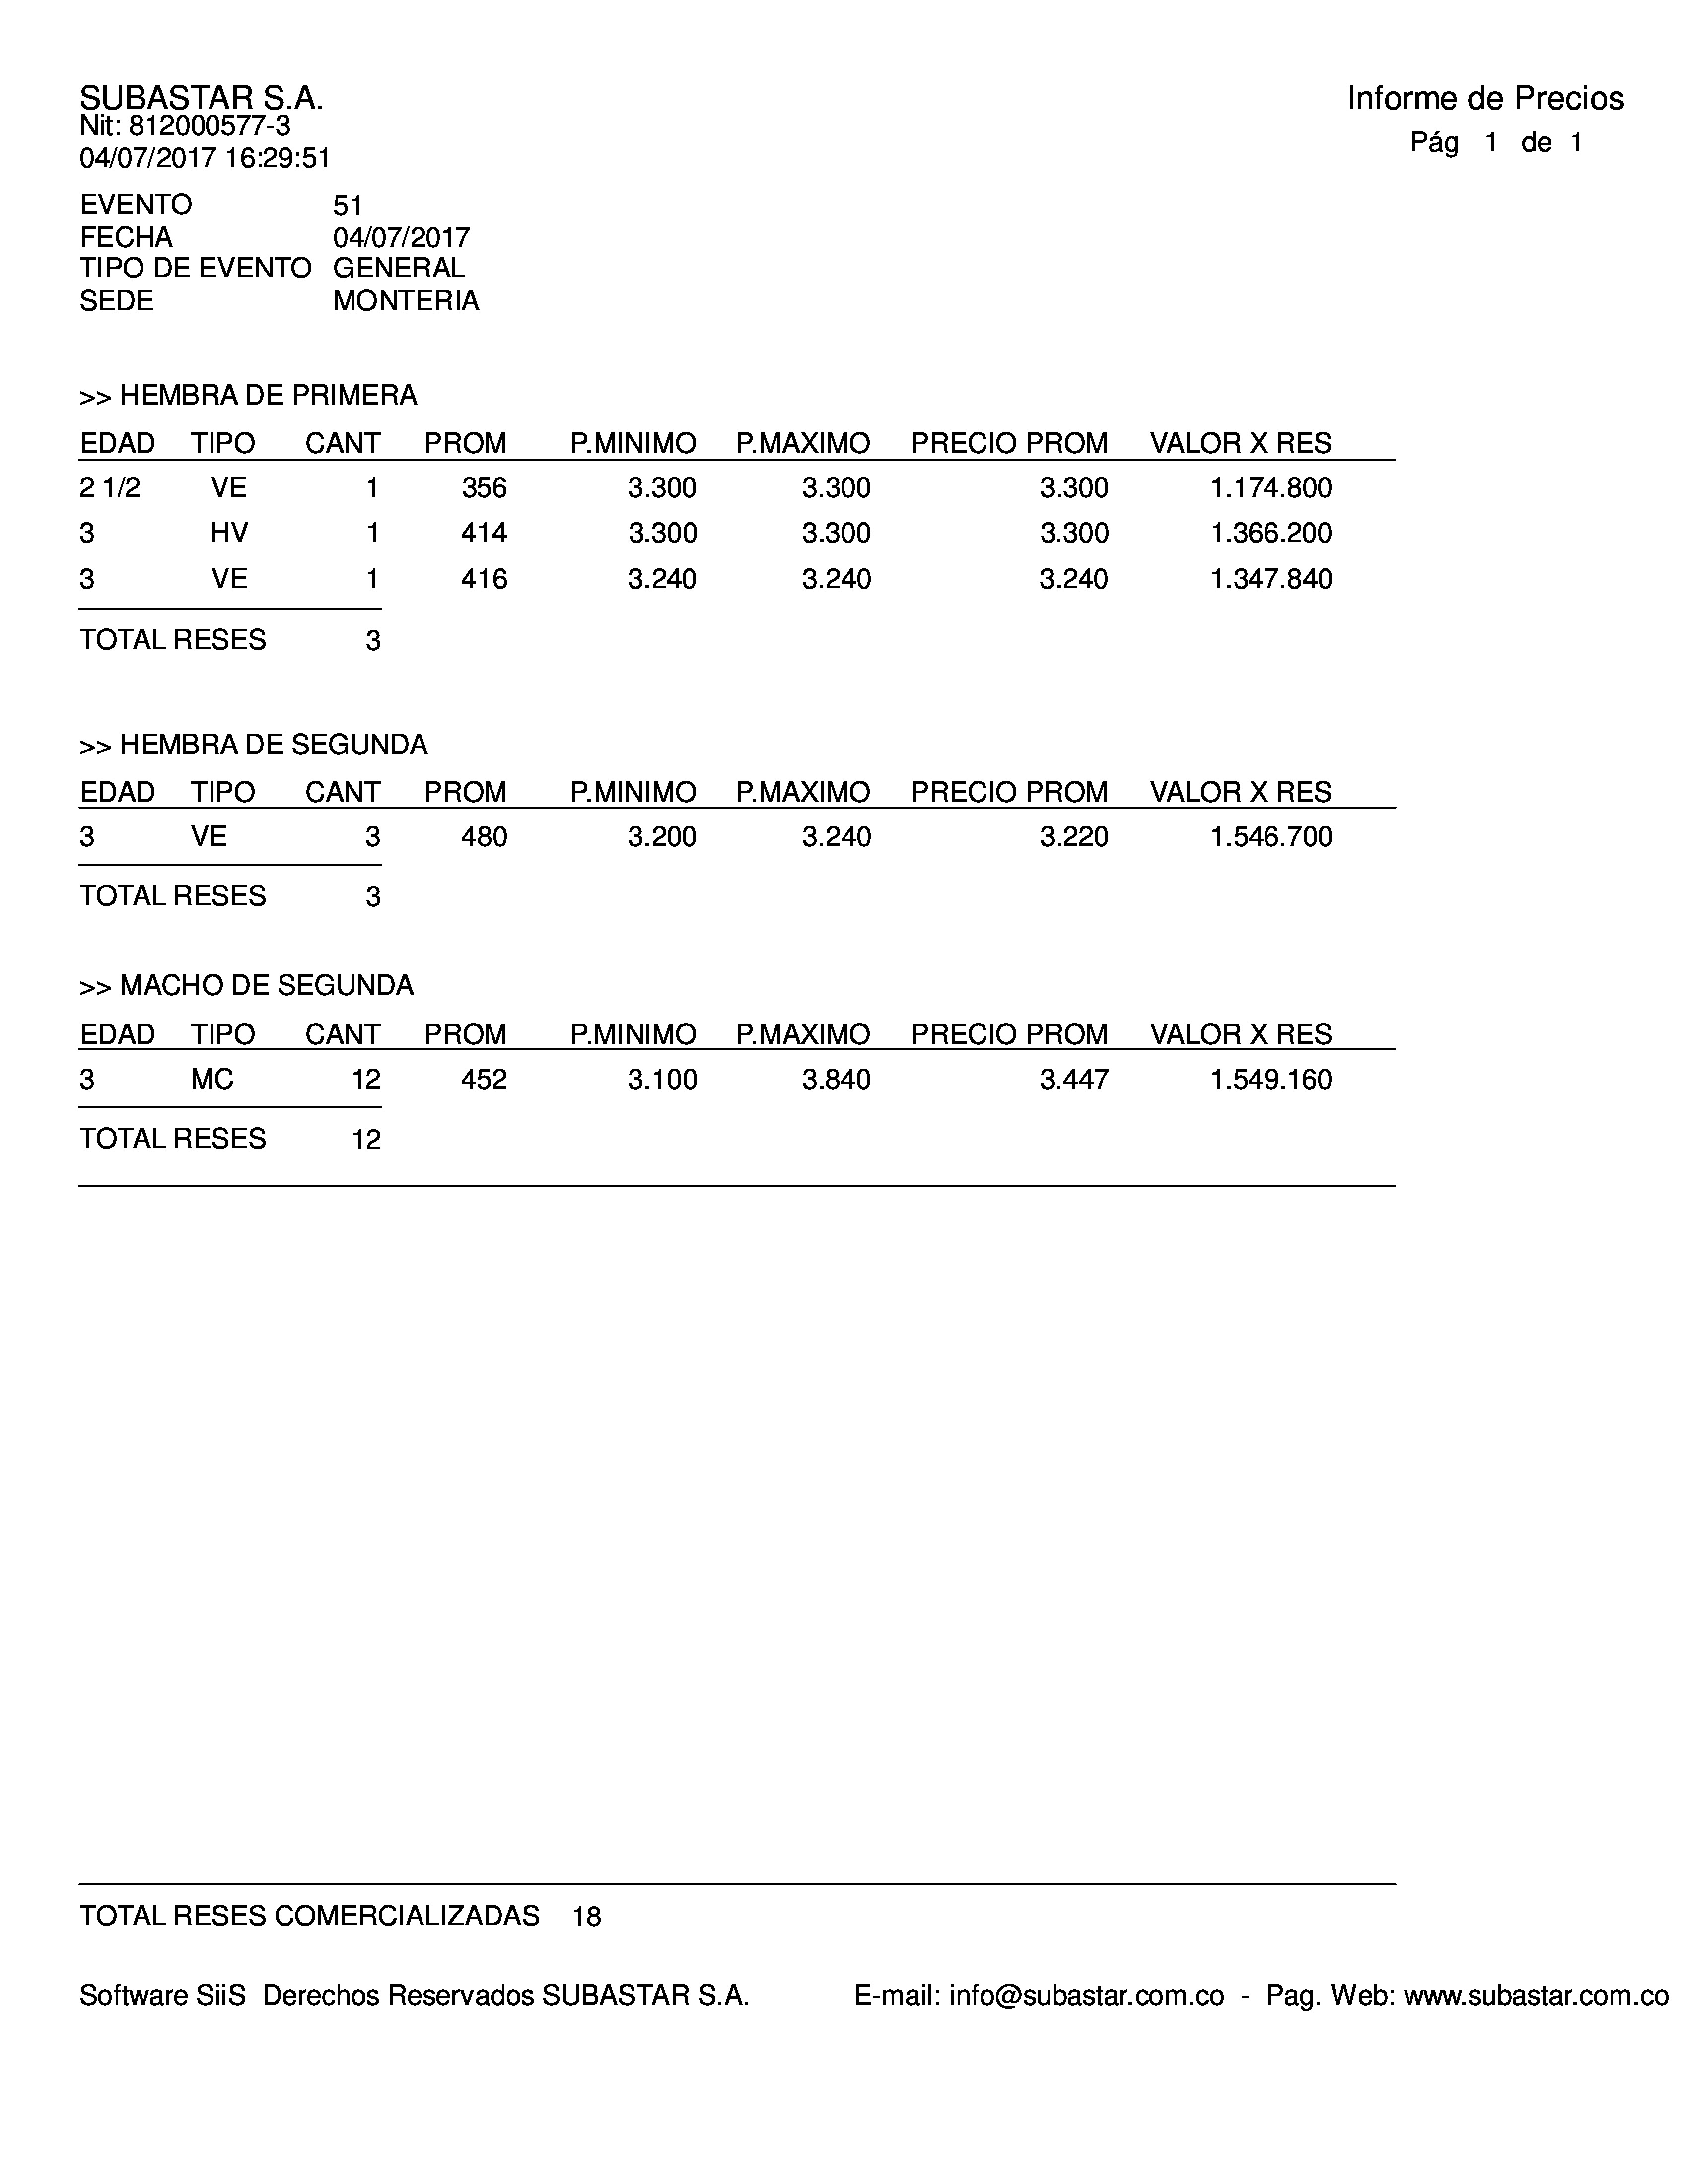 SUBASTAR S.A.
Informe de Precios
Nit: 812000577-3
Pág 1 de 1
04/07/2017 16:29:51
EVENTO 51
FECHA 04/07/2017
TIPO DE EVENTO GENERAL
SEDE MONTERIA
>> HEMBRA DE PRIMERA
EDAD TIPO CANT PROM P.MINIMO P.MAXIMO PRECIO PROM VALOR X RES
2 1/2 VE 1 356 3.300 3.300 3.300 1.174.800
3 HV 1 414 3.300 3.300 3.300 1.366.200
3 VE 1 416 3.240 3.240 3.240 1.347.840
TOTAL RESES 3
>> HEMBRA DE SEGUNDA
EDAD TIPO CANT PROM P.MINIMO P.MAXIMO PRECIO PROM VALOR X RES
3 VE 3 480 3.200 3.240 3.220 1.546.700
TOTAL RESES 3
>> MACHO DE SEGUNDA
EDAD TIPO CANT PROM P.MINIMO P.MAXIMO PRECIO PROM VALOR X RES
3 MC 12 452 3.100 3.840 3.447 1.549.160
TOTAL RESES 12
TOTAL RESES COMERCIALIZADAS 18
Software SiiS Derechos Reservados SUBASTAR S.A. E-mail: info@subastar.com.co - Pag. Web: www.subastar.com.co